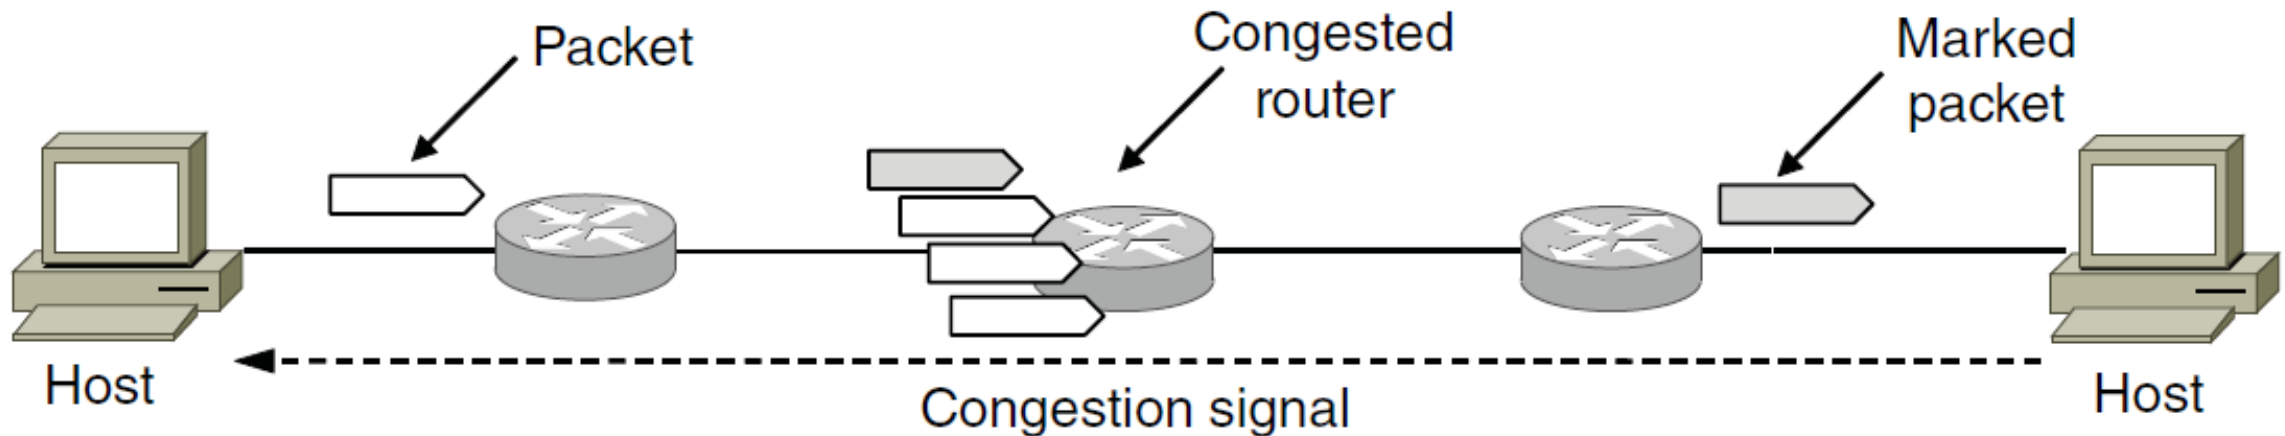 Packet
Congested
router
Marked
packet
Host
Congestion signal
Host